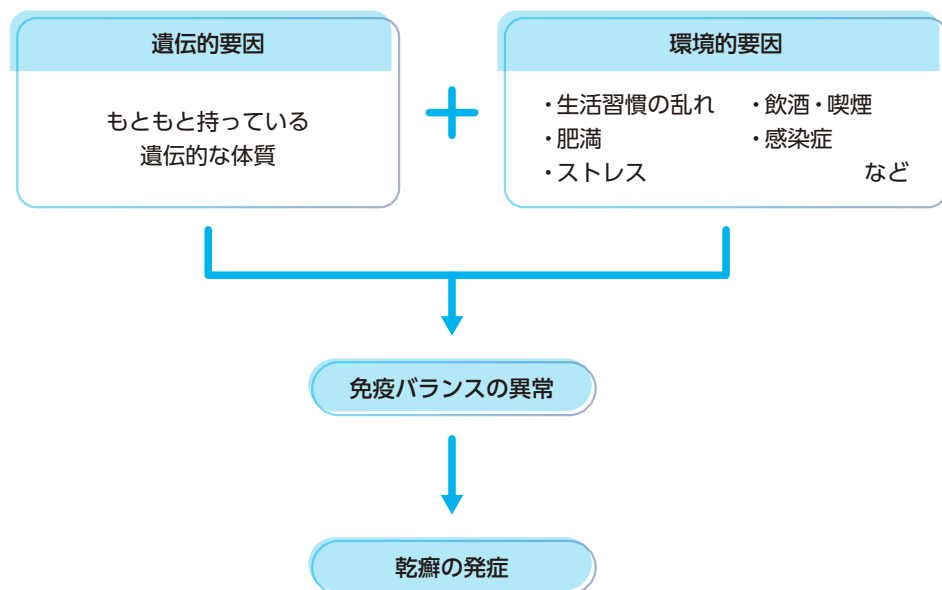 遺伝的要因
もともと持っている
遺伝的な体質
環境的要因
・生活習慣の乱れ ・飲酒・喫煙
・肥満 ・感染症
・ストレス など
免疫バランスの異常
乾癬の発症